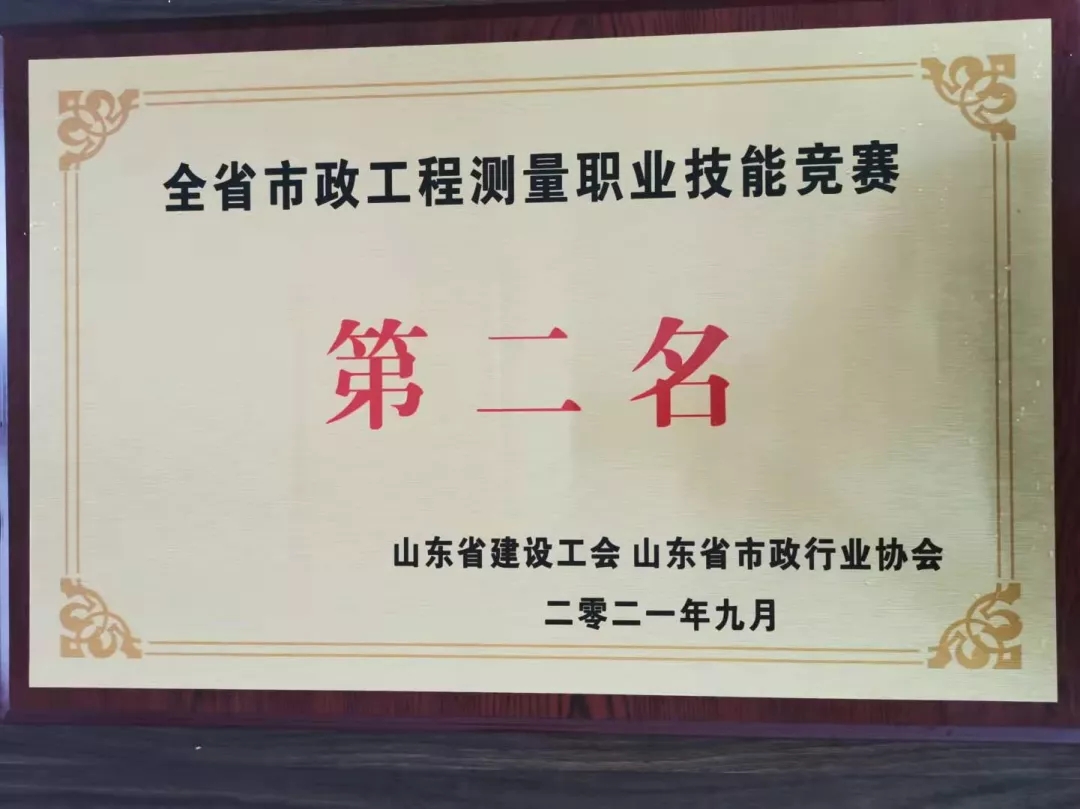 全省市政工程测量职业技能竞赛
第二名
山东省建设工会 山东省市政行业协会
二零二一年九月